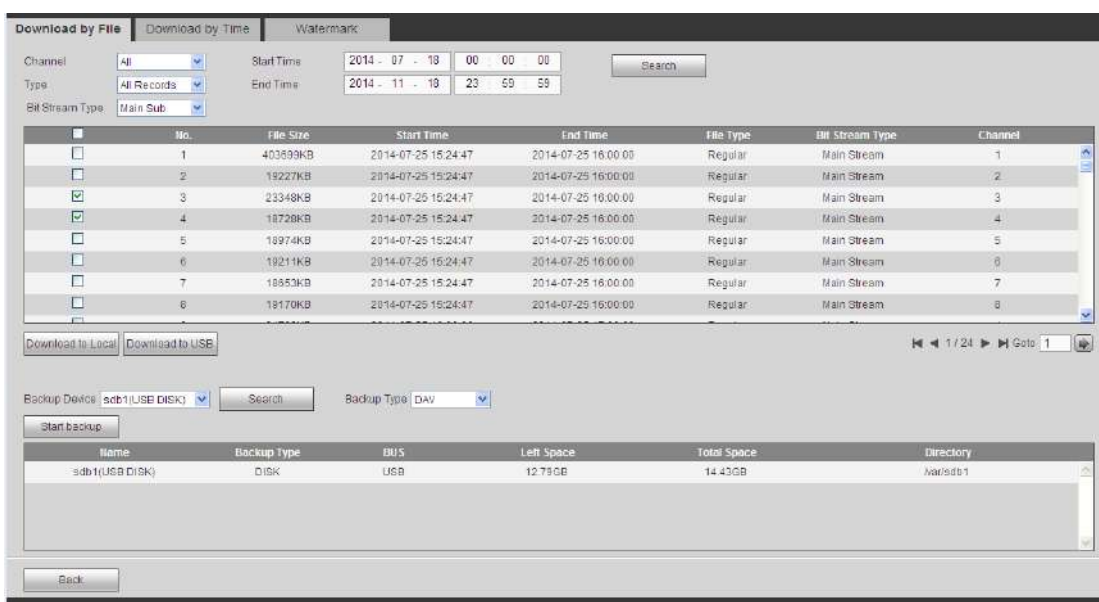 Download by File Download by Time Watermark
Channel All Start Time 2014 - 07 - 18 00 : 00 : 00 Search
Type All Records End Time 2014 - 11 - 18 23 : 59 : 59
Bit Stream Type Main Sub
No. File Size Start Time End Time File Type Bit Stream Type Channel
1 403699KB 2014-07-25 15:24:47 2014-07-25 16:00:00 Regular Main Stream 1
2 19227KB 2014-07-25 15:24:47 2014-07-25 16:00:00 Regular Main Stream 2
3 23348KB 2014-07-25 15:24:47 2014-07-25 16:00:00 Regular Main Stream 3
4 18728KB 2014-07-25 15:24:47 2014-07-25 16:00:00 Regular Main Stream 4
5 18974KB 2014-07-25 15:24:47 2014-07-25 16:00:00 Regular Main Stream 5
6 19211KB 2014-07-25 15:24:47 2014-07-25 16:00:00 Regular Main Stream 6
7 18653KB 2014-07-25 15:24:47 2014-07-25 16:00:00 Regular Main Stream 7
8 19170KB 2014-07-25 15:24:47 2014-07-25 16:00:00 Regular Main Stream 8
Download to Local Download to USB 1 / 24 Goto 1
Backup Device sdb1(USB DISK) Search Backup Type DAV
Start backup
Name Backup Type BUS Left Space Total Space Directory
sdb1(USB DISK) DISK USB 12.79GB 14.43GB /var/sdb1
Back